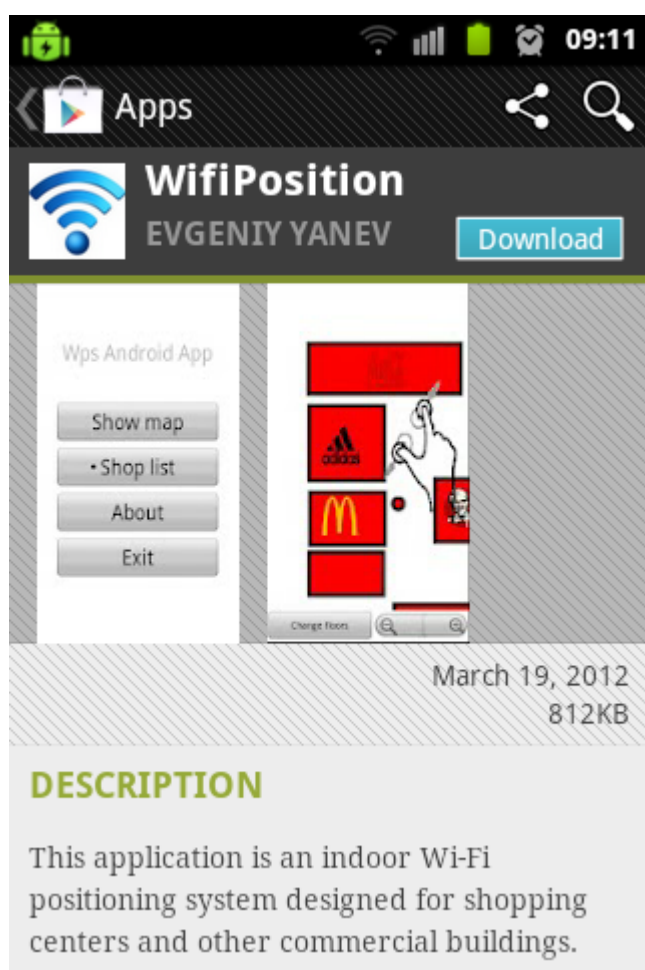 09:11
Apps
WifiPosition
EVGENIY YANEV
Download
Wps Android App
Show map
• Shop list
About
Exit
adidas
Change floors
March 19, 2012
812KB
DESCRIPTION
This application is an indoor Wi-Fi
positioning system designed for shopping
centers and other commercial buildings.